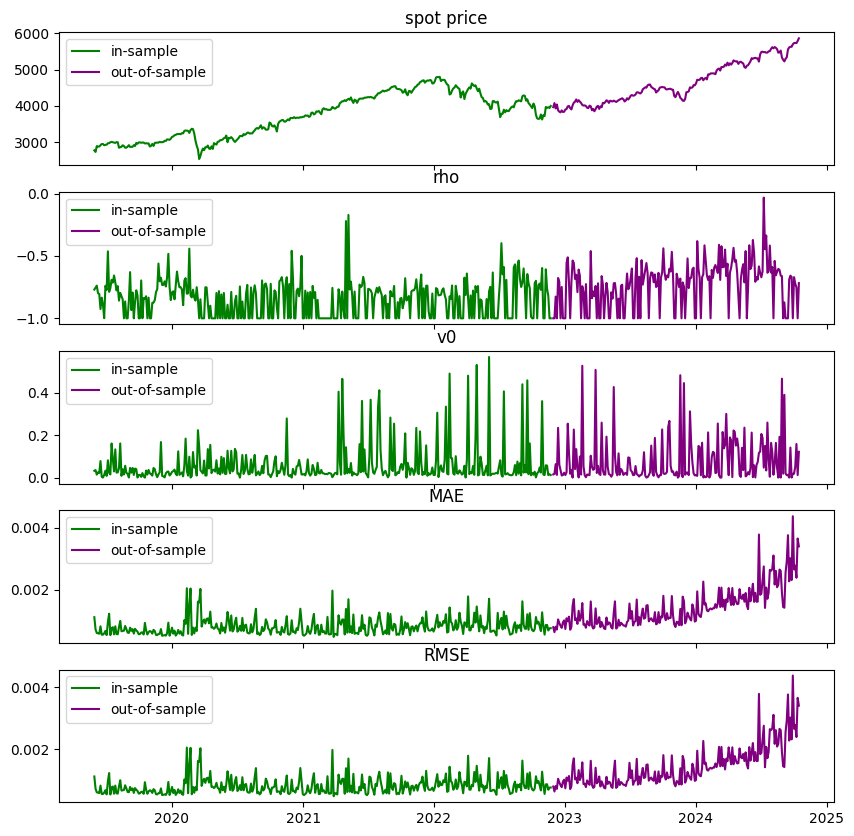 spot price
6000
5000
4000
3000
in-sample
out-of-sample
rho
0.0
−0.5
−1.0
in-sample
out-of-sample
v0
0.4
0.2
0.0
in-sample
out-of-sample
MAE
0.004
0.002
in-sample
out-of-sample
RMSE
0.004
0.002
in-sample
out-of-sample
2020 2021 2022 2023 2024 2025